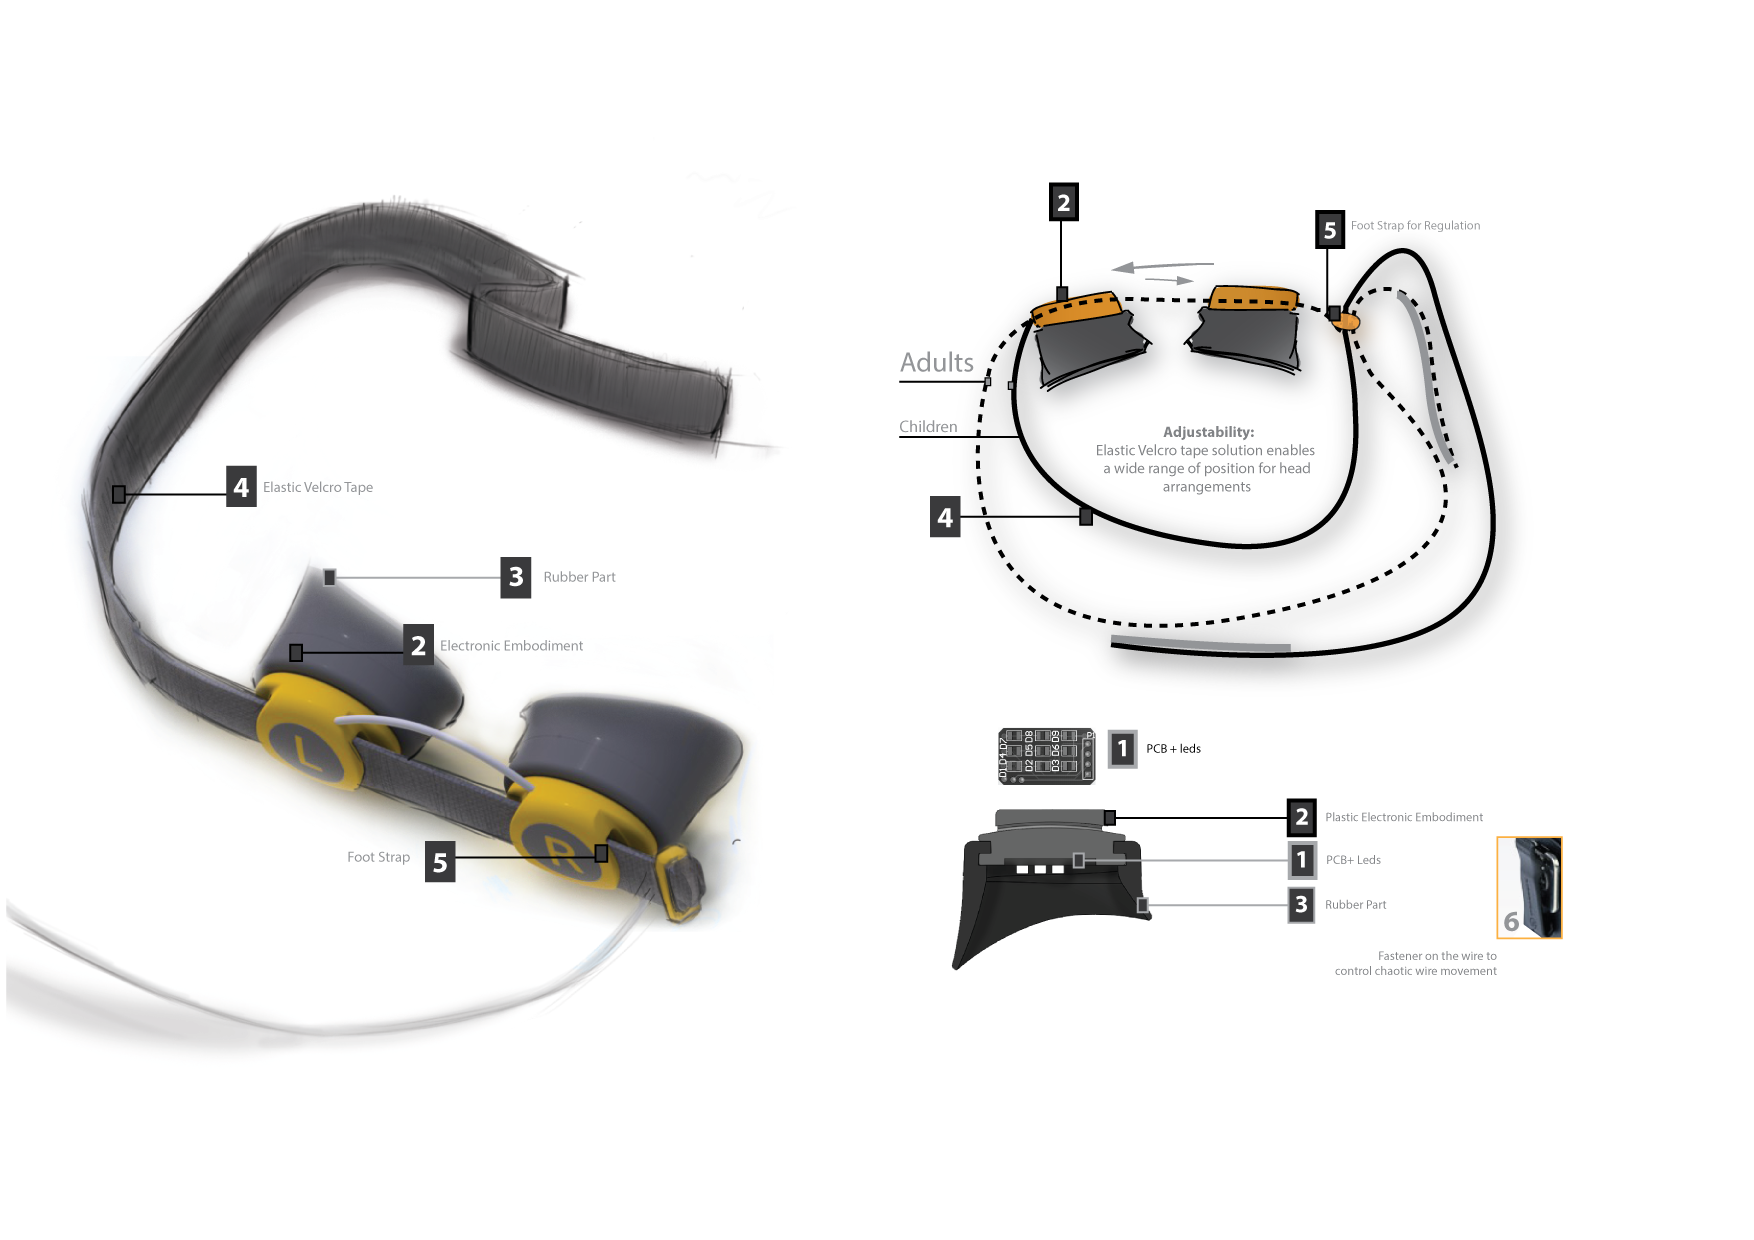 4 Elastic Velcro Tape
3 Rubber Part
2 Electronic Embodiment
L
R
Foot Strap 5
2
5 Foot Strap for Regulation
Adults
Children
Adjustability:
Elastic Velcro tape solution enables
a wide range of position for head
arrangements
4
D7 D8 D9
D4 D5 D6
D1 D2 D3
1 PCB + leds
2 Plastic Electronic Embodiment
1 PCB+ Leds
3 Rubber Part
6
Fastener on the wire to
control chaotic wire movement